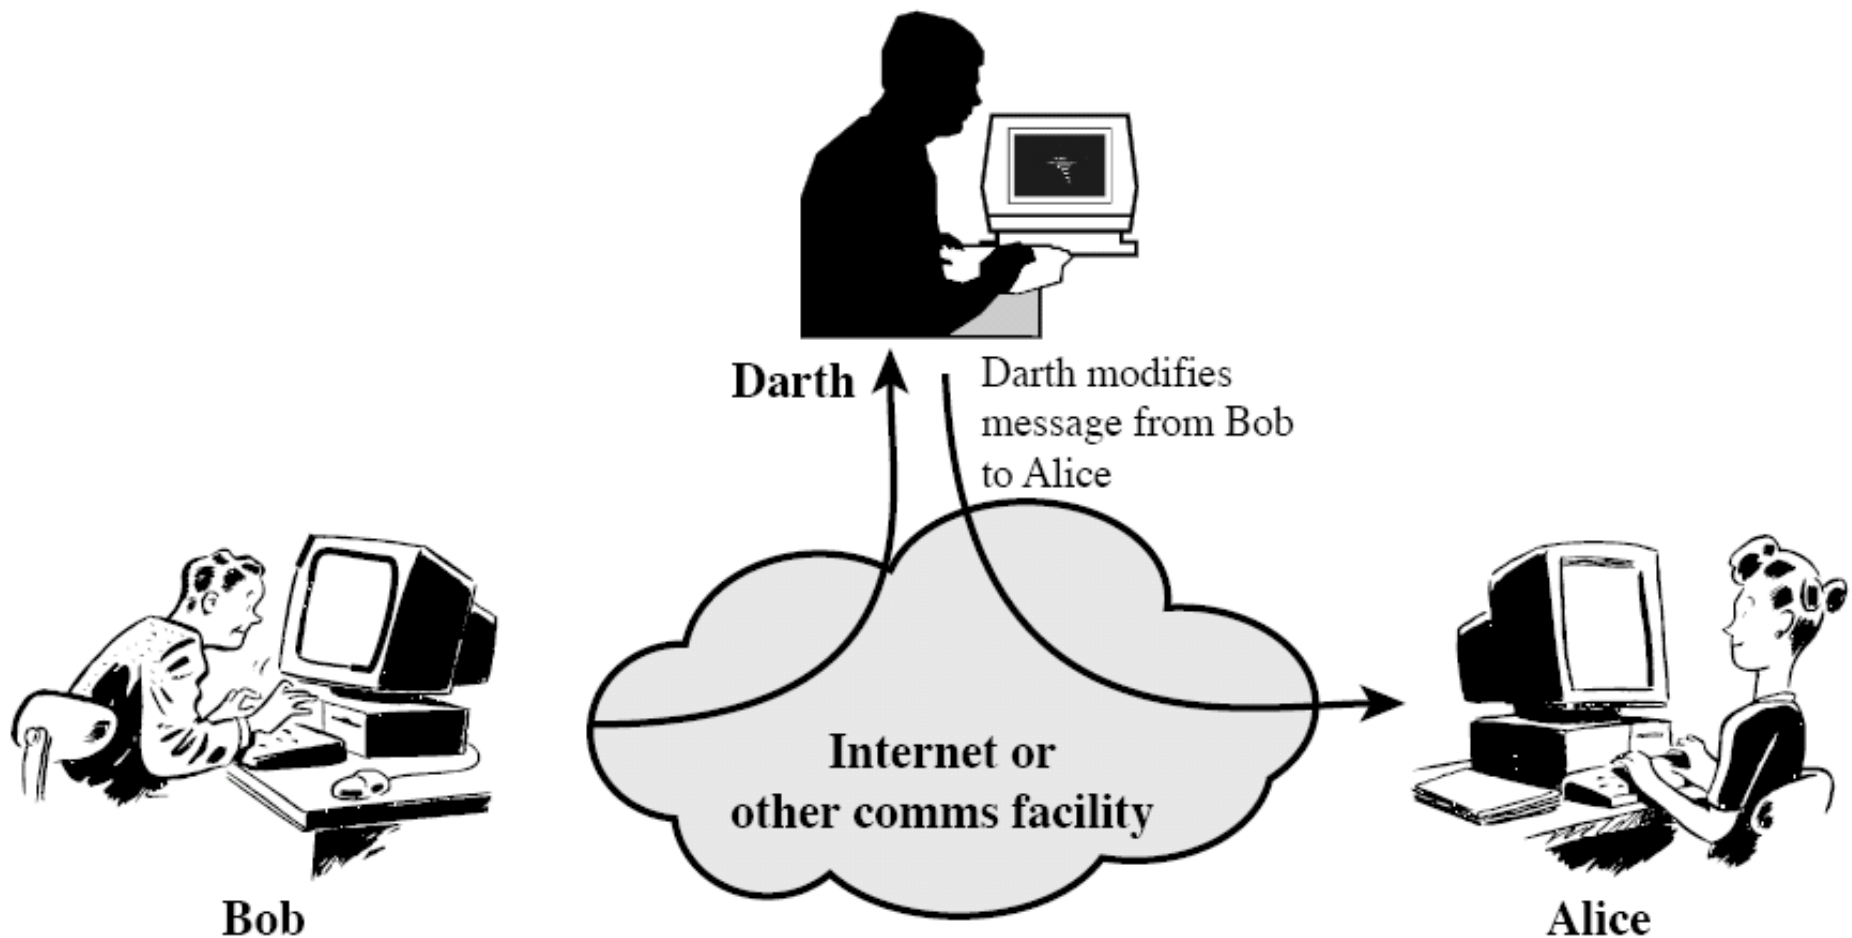 Darth
Darth modifies
message from Bob
to Alice
Internet or
other comms facility
Bob
Alice